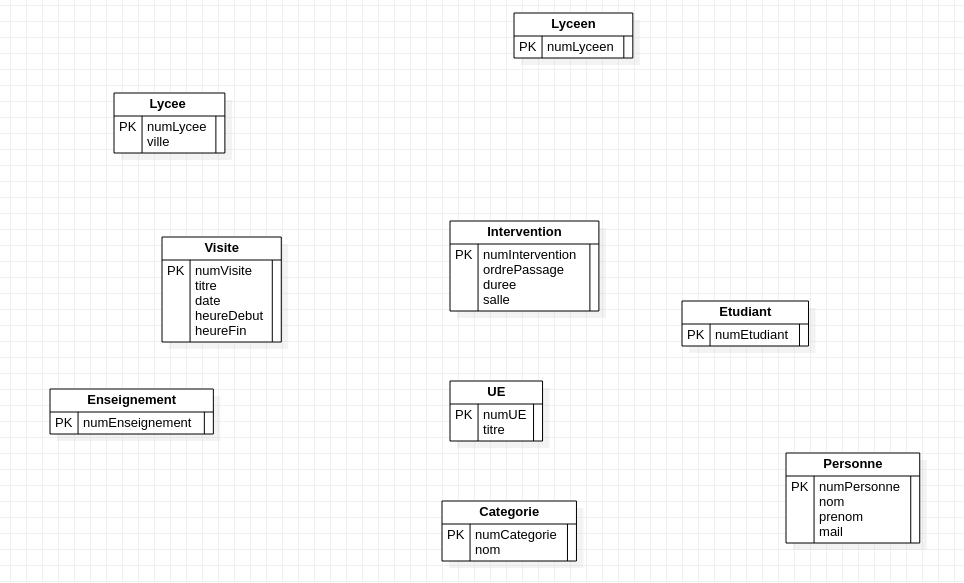 Lyceen
PK numLyceen
Lycee
PK numLycee
ville
Visite
PK numVisite
titre
date
heureDebut
heureFin
Intervention
PK numIntervention
ordrePassage
duree
salle
Etudiant
PK numEtudiant
Enseignement
PK numEnseignement
UE
PK numUE
titre
Personne
PK numPersonne
nom
prenom
mail
Categorie
PK numCategorie
nom